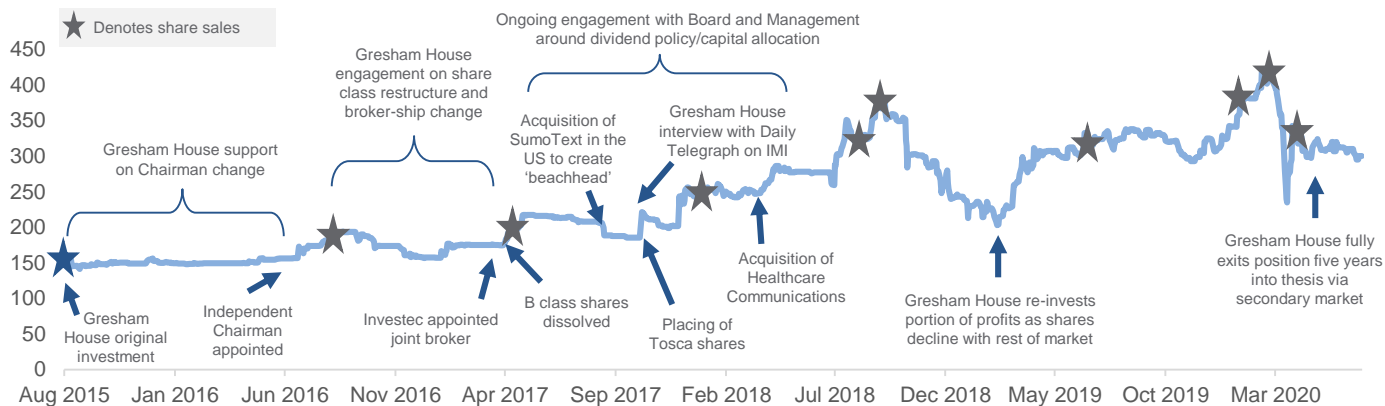 Denotes share sales
Ongoing engagement with Board and Management
around dividend policy/capital allocation
450
400
350
300
250
200
150
100
50
0
Gresham House support
on Chairman change
Gresham House
engagement on share
class restructure and
broker-ship change
Acquisition of
SumoText in the
US to create
‘beachhead’
Gresham House
interview with Daily
Telegraph on IMI
Gresham
House original
investment
Independent
Chairman
appointed
Investec appointed
joint broker
B class shares
dissolved
Placing of
Tosca shares
Acquisition of
Healthcare
Communications
Gresham House re-invests
portion of profits as shares
decline with rest of market
Gresham House fully
exits position five years
into thesis via
secondary market
Aug 2015
Jan 2016
Jun 2016
Nov 2016
Apr 2017
Sep 2017
Feb 2018
Jul 2018
Dec 2018
May 2019
Oct 2019
Mar 2020